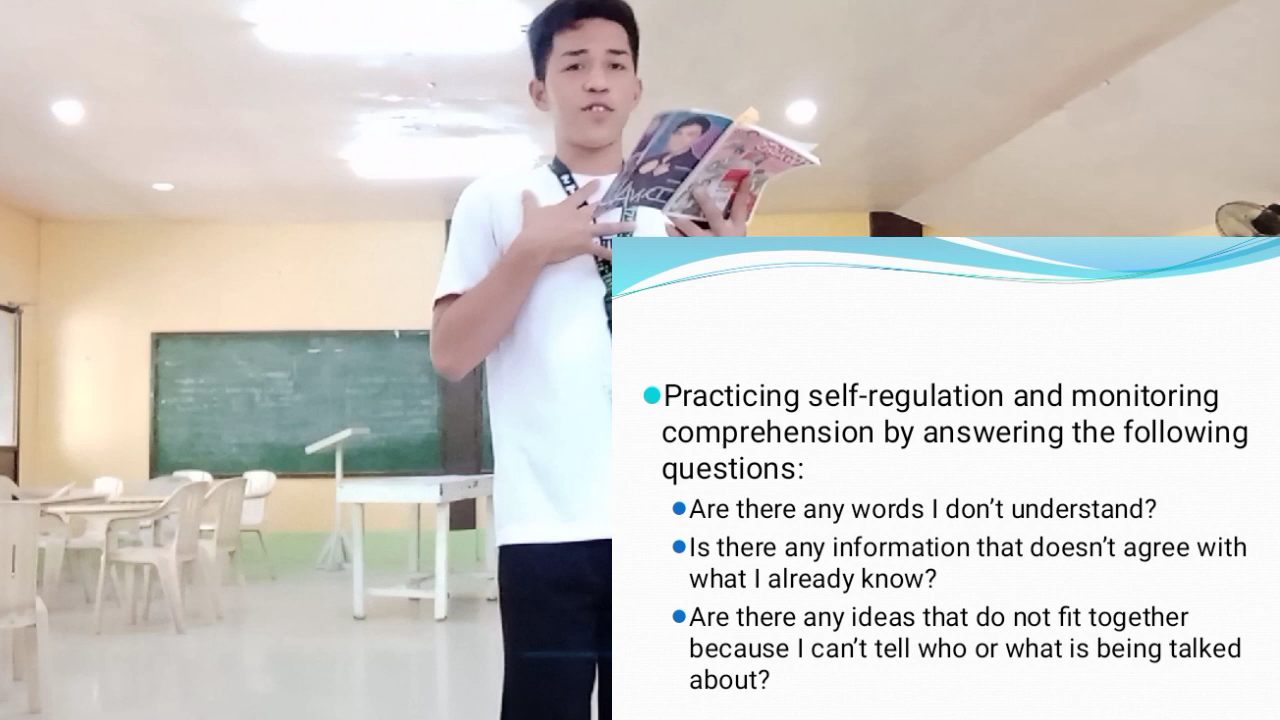 Practicing self-regulation and monitoring
comprehension by answering the following
questions:
Are there any words I don’t understand?
Is there any information that doesn’t agree with
what I already know?
Are there any ideas that do not fit together
because I can’t tell who or what is being talked
about?